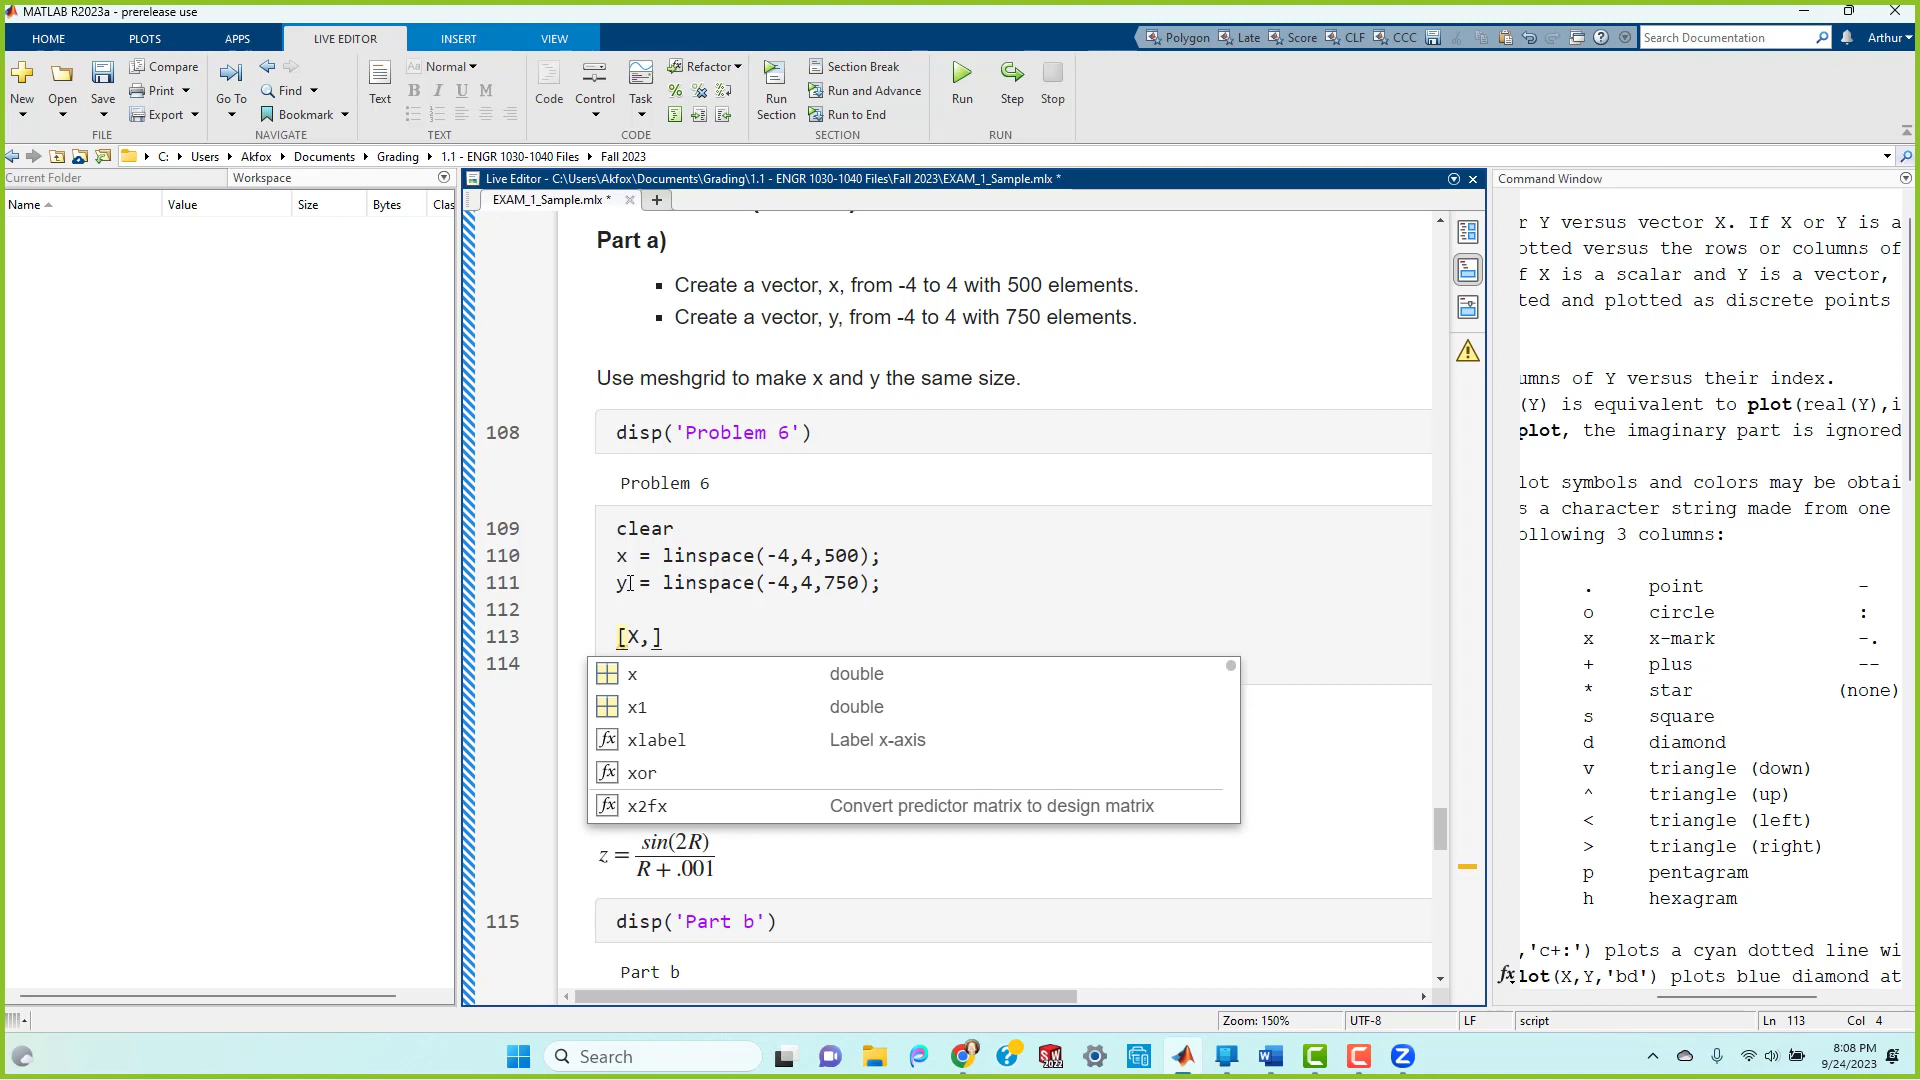 MATLAB R2023a - prerelease use
HOME PLOTS APPS LIVE EDITOR INSERT VIEW
Polygon Late Score CLF CCC Search Documentation Arthur
New Open Save Compare Print Export
FILE
Go To Find Bookmark
NAVIGATE
Text Aa Normal B I U M
TEXT
Code Control Task Refactor
CODE
Run Section Section Break Run and Advance Run to End
SECTION
Run Step Stop
RUN
C: Users Akfox Documents Grading 1.1 - ENGR 1030-1040 Files Fall 2023
Current Folder Workspace
Name Value Size Bytes Clas
Live Editor - C:\Users\Akfox\Documents\Grading\1.1 - ENGR 1030-1040 Files\Fall 2023\EXAM_1_Sample.mlx *
EXAM_1_Sample.mlx *
Part a)
Create a vector, x, from -4 to 4 with 500 elements.
Create a vector, y, from -4 to 4 with 750 elements.
Use meshgrid to make x and y the same size.
108 disp('Problem 6')
Problem 6
109 clear
110 x = linspace(-4,4,500);
111 y = linspace(-4,4,750);
112
113 [X,]
114
x double
x1 double
fx xlabel Label x-axis
fx xor
fx x2fx Convert predictor matrix to design matrix
z = sin(2R) / R + .001
115 disp('Part b')
Part b
Command Window
r Y versus vector X. If X or Y is a
otted versus the rows or columns of
f X is a scalar and Y is a vector,
ted and plotted as discrete points
umns of Y versus their index.
(Y) is equivalent to plot(real(Y),i
plot, the imaginary part is ignored
lot symbols and colors may be obtai
s a character string made from one
ollowing 3 columns:
. point -
o circle :
x x-mark -.
+ plus --
* star (none)
s square
d diamond
v triangle (down)
^ triangle (up)
< triangle (left)
> triangle (right)
p pentagram
h hexagram
,'c+:') plots a cyan dotted line wi
fx lot(X,Y,'bd') plots blue diamond at
Zoom: 150% UTF-8 LF script Ln 113 Col 4
Search
8:08 PM
9/24/2023